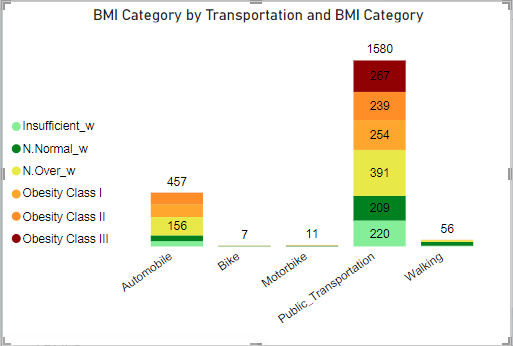 BMI Category by Transportation and BMI Category
Insufficient_w
N.Normal_w
N.Over_w
Obesity Class I
Obesity Class II
Obesity Class III
457
156
7
11
1580
267
239
254
391
209
220
56
Automobile
Bike
Motorbike
Public_Transportation
Walking